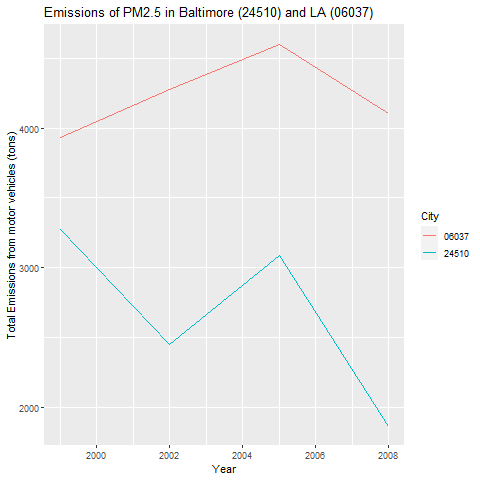 Emissions of PM2.5 in Baltimore (24510) and LA (06037)
Total Emissions from motor vehicles (tons)
4000
3000
2000
2000
2002
2004
2006
2008
Year
City
06037
24510